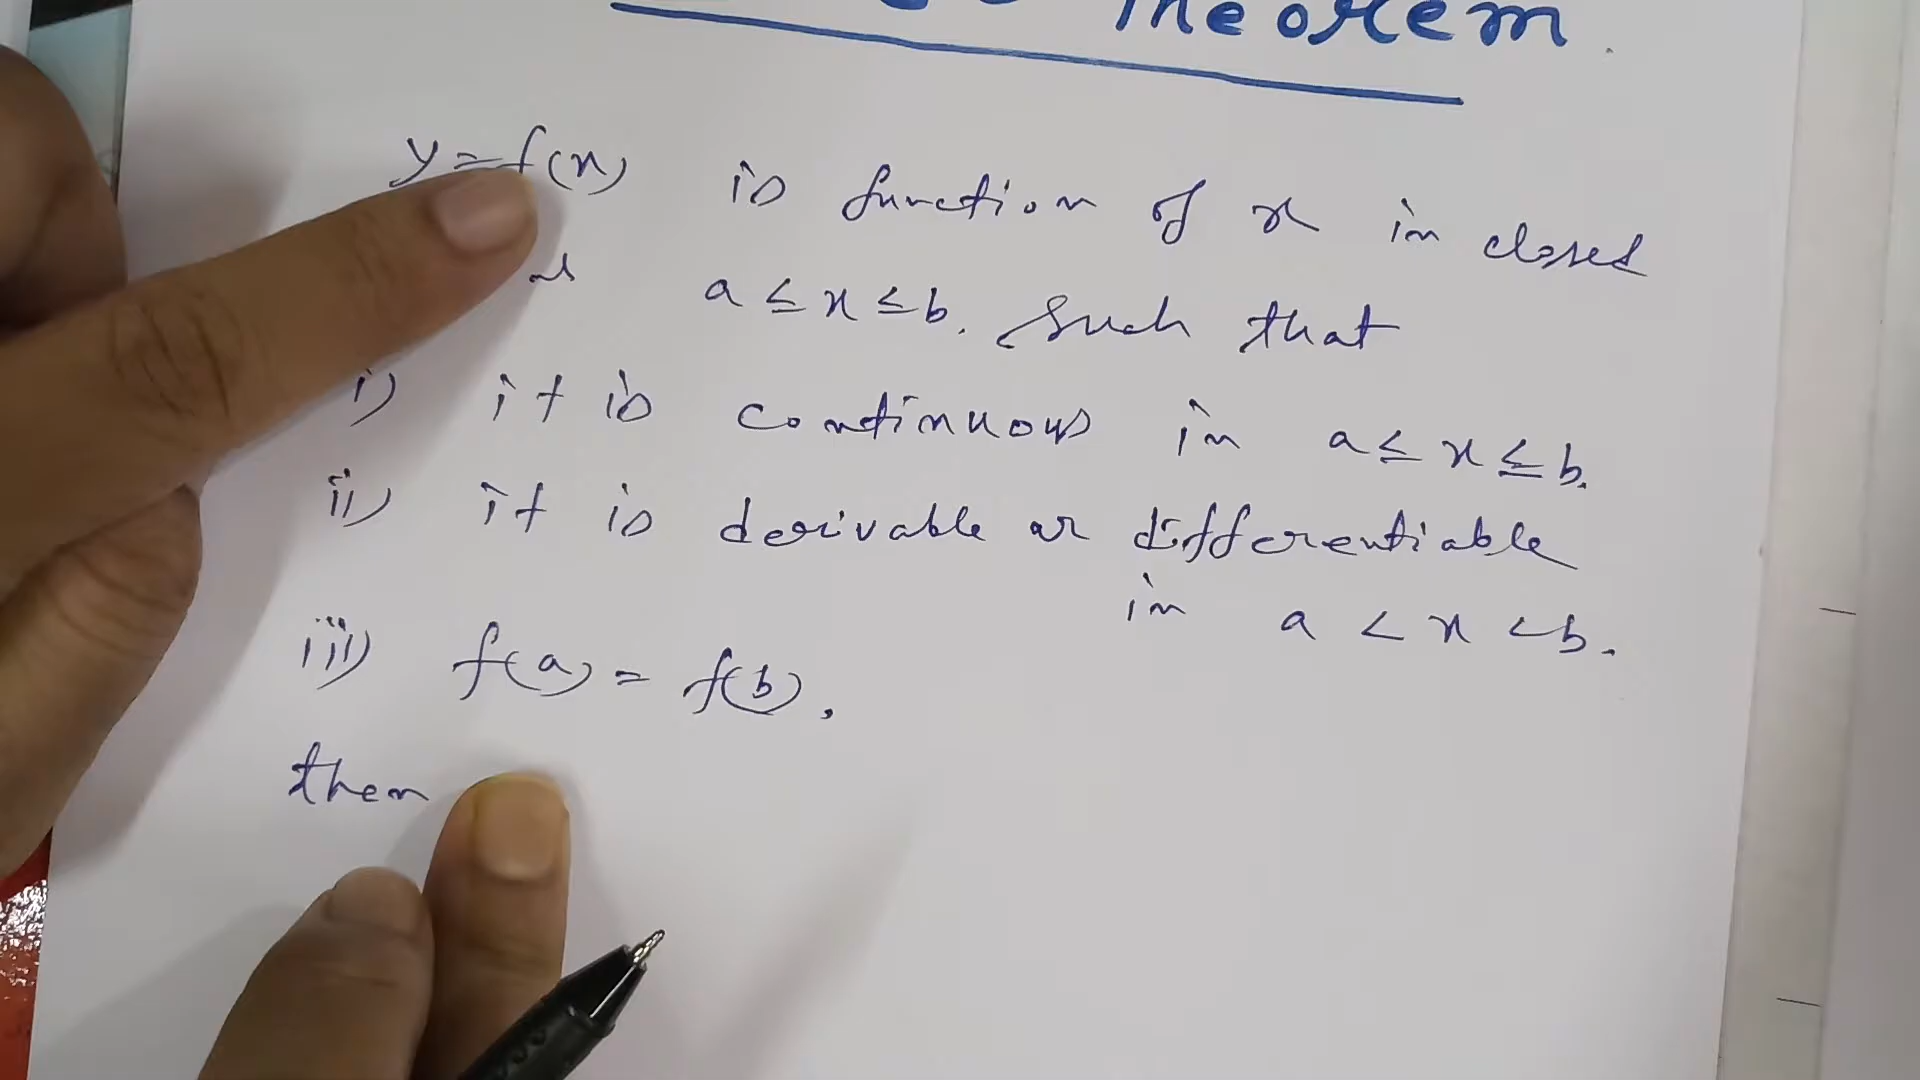 Theorem
y=f(x) is function of x in closed
a ≤ x ≤ b. Such that
i) it is continuous in a ≤ x ≤ b.
ii) it is derivable or differentiable
in a < x < b.
iii) f(a) = f(b),
then